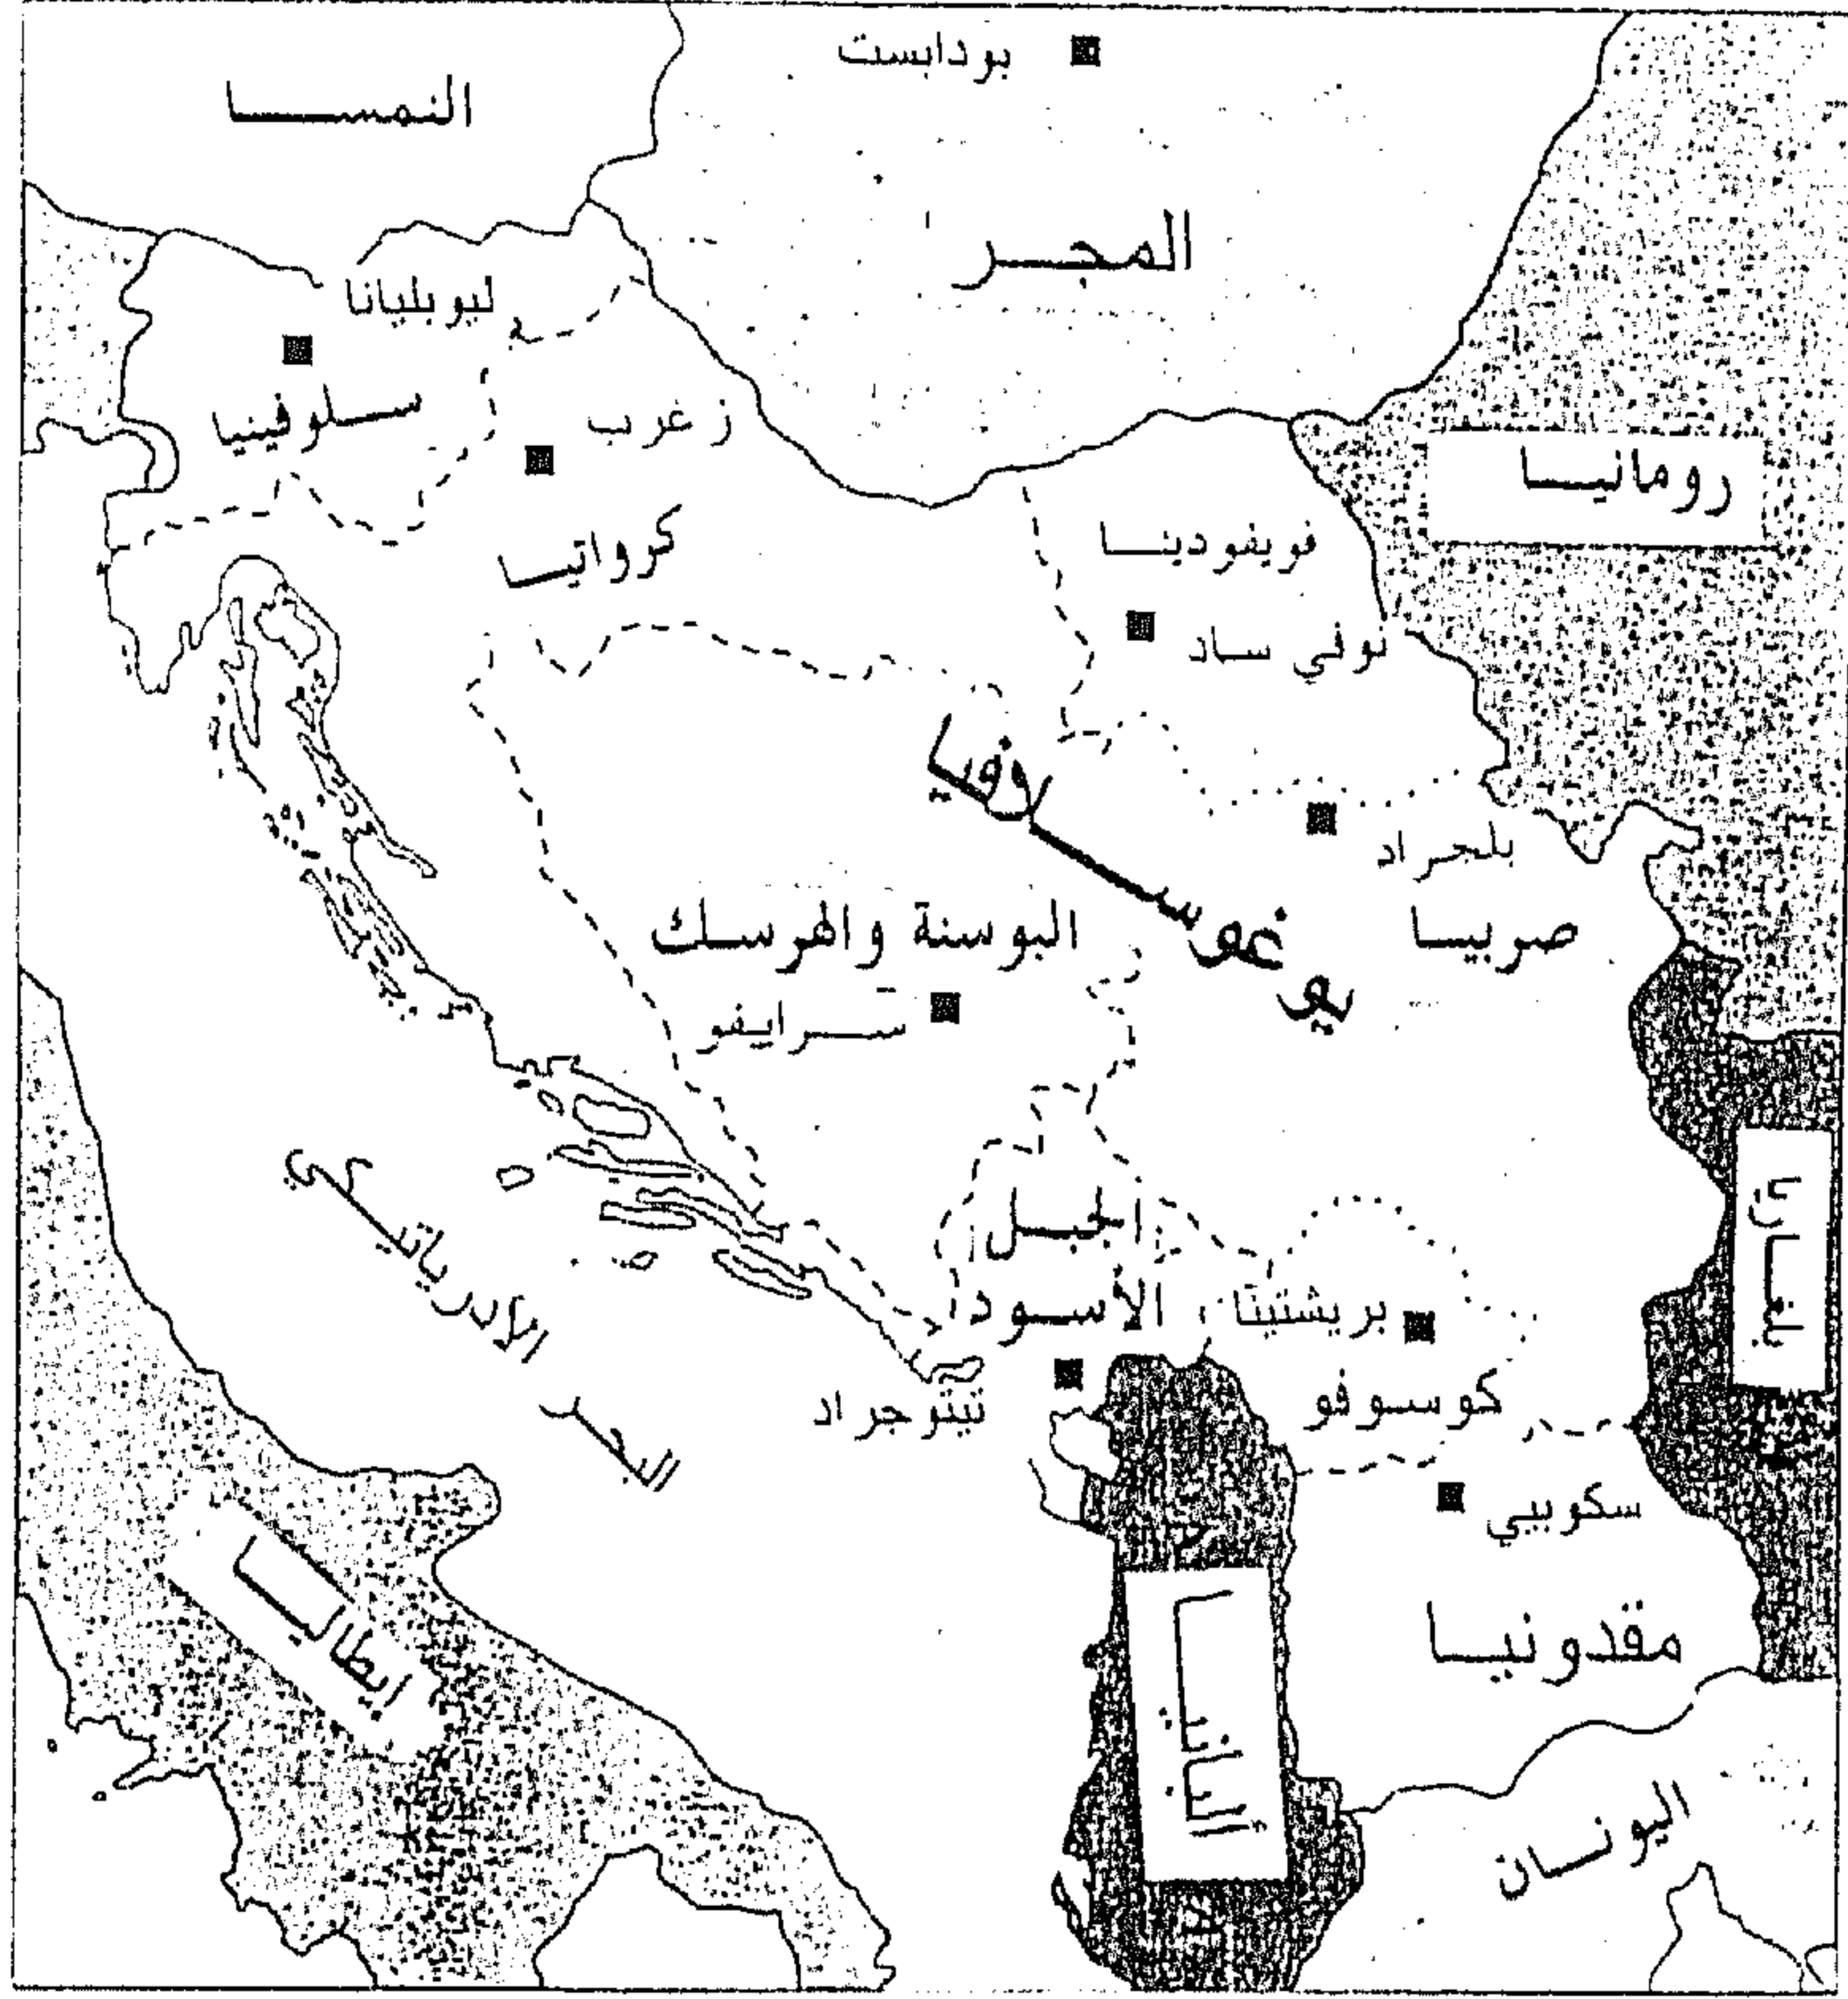 بودابست
النمسا
المجر
ليوبليانا
سلوفينيا
زغرب
رومانيا
كرواتيا
فويفودينا
نوفي ساد
يوغوسلافيا
بلجراد
البوسنة والهرسك
صربيا
سرايفو
بلغاريا
الجبل
الأسود
بريشتينا
البحر الأدرياتيكي
كوسوفو
تيتوجراد
سكوبيي
إيطاليا
مقدونيا
ألبانيا
اليونان